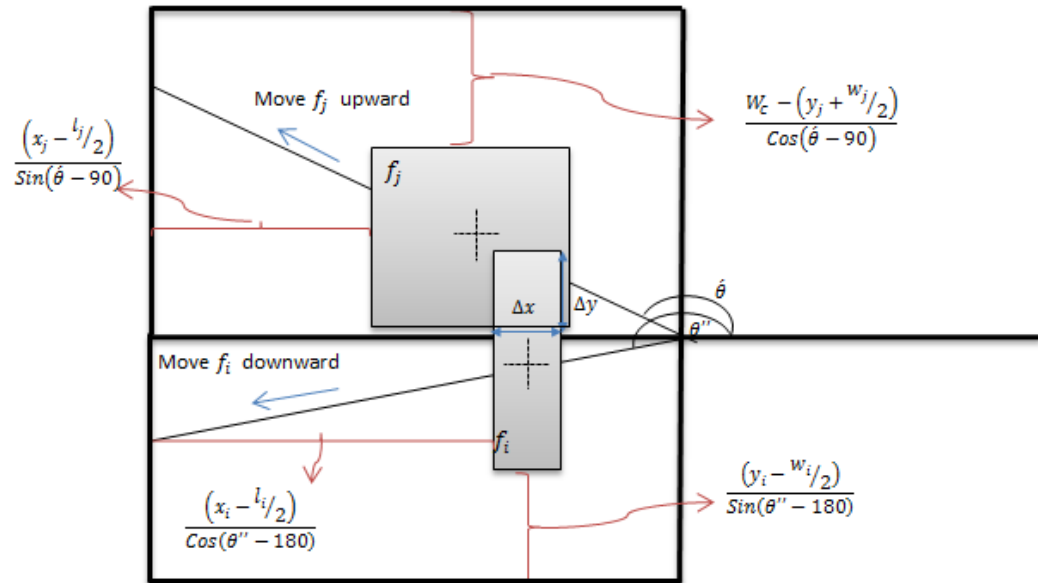 Move f_j upward
W_c − (y_j + w_j/2)
Cos(θ́ − 90)
(x_j − l_j/2)
Sin(θ́ − 90)
f_j
Δx
Δy
θ́
θ''
Move f_i downward
f_i
(x_i − l_i/2)
Cos(θ'' − 180)
(y_i − w_i/2)
Sin(θ'' − 180)